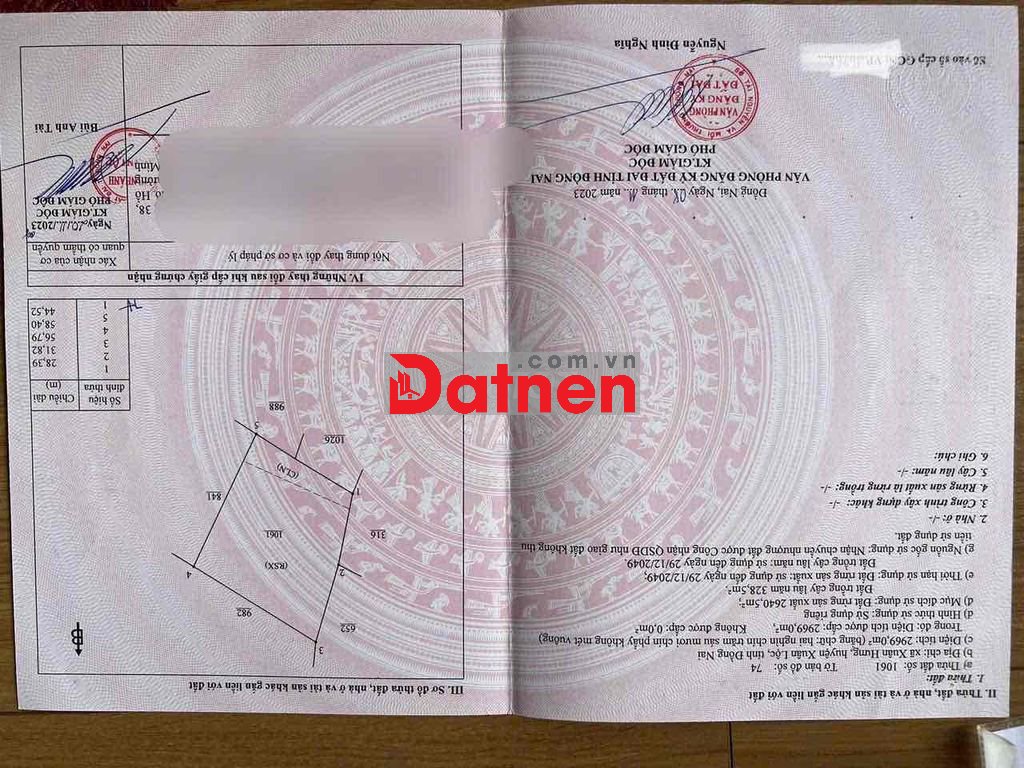 II. Thửa đất, nhà ở và tài sản khác gắn liền với đất
1. Thửa đất:
a) Thửa đất số: 1061 Tờ bản đồ số: 74
b) Địa chỉ: xã Xuân Hưng, huyện Xuân Lộc, tỉnh Đồng Nai
c) Diện tích: 2969,0m² (bằng chữ: hai nghìn chín trăm sáu mươi chín phảy không mét vuông)
Trong đó: Diện tích được cấp: 2969,0m², Không được cấp: 0,0m²
d) Hình thức sử dụng: Sử dụng riêng
đ) Mục đích sử dụng: Đất rừng sản xuất 2640,5m²;
Đất trồng cây lâu năm 328,5m².
e) Thời hạn sử dụng: Đất rừng sản xuất: sử dụng đến ngày 29/12/2049;
Đất trồng cây lâu năm: sử dụng đến ngày 29/12/2049.
g) Nguồn gốc sử dụng: Nhận chuyển nhượng đất được Công nhận QSDĐ như giao đất không thu
tiền sử dụng đất.
2. Nhà ở: -/-
3. Công trình xây dựng khác: -/-
4. Rừng sản xuất là rừng trồng: -/-
5. Cây lâu năm: -/-
6. Ghi chú:
Đồng Nai, Ngày 08 tháng 11 năm 2023
VĂN PHÒNG ĐĂNG KÝ ĐẤT ĐAI TỈNH ĐỒNG NAI
KT.GIÁM ĐỐC
PHÓ GIÁM ĐỐC
VĂN PHÒNG
ĐĂNG KÝ
ĐẤT ĐAI
Nguyễn Đình Nghĩa
Số vào sổ cấp GCN
III. Sơ đồ thửa đất, nhà ở và tài sản khác gắn liền với đất
3
652
982
4
2
316
(RSX)
1061
841
1
(CLN)
5
1026
988
Số hiệu đỉnh thửa
Chiều dài (m)
1
28,39
2
31,82
3
56,79
4
58,40
5
44,52
1
IV. Những thay đổi sau khi cấp giấy chứng nhận
Nội dung thay đổi và cơ sở pháp lý
Xác nhận của cơ quan có thẩm quyền
38,
Hồ
Minh
KT.GIÁM ĐỐC
PHÓ GIÁM ĐỐC
Bùi Anh Tài
Datnen
.com.vn